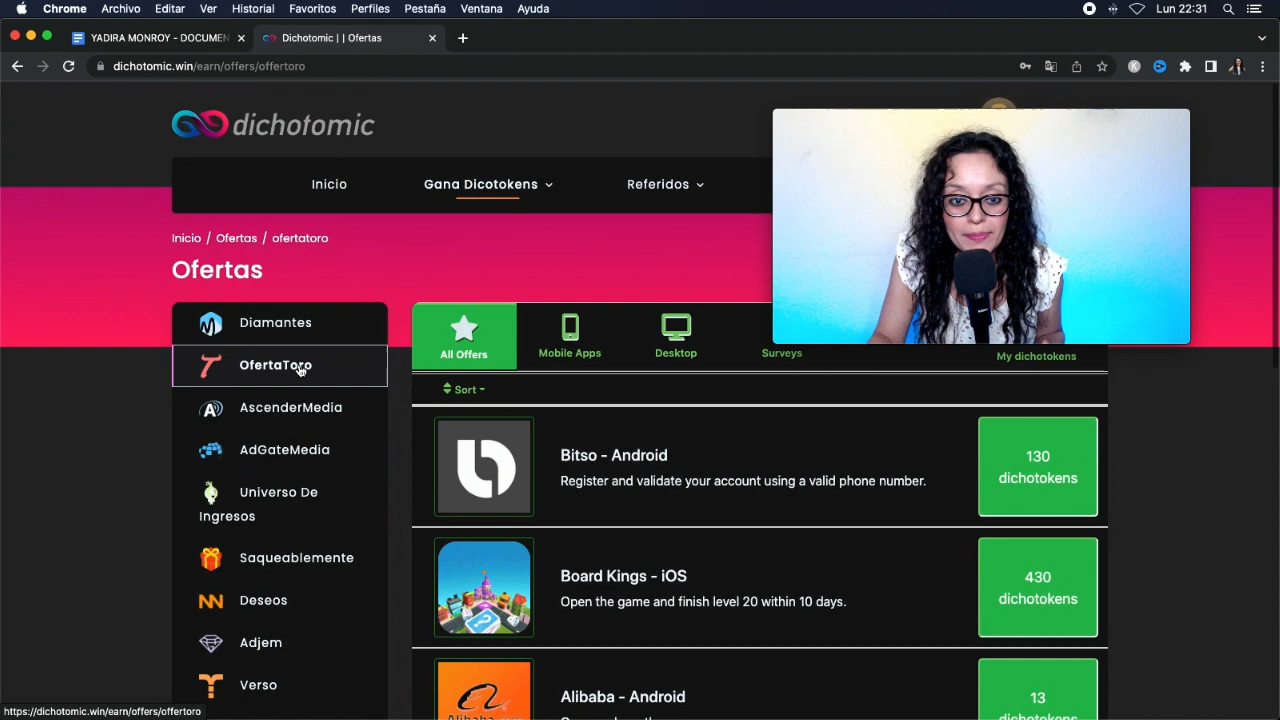 Chrome Archivo Editar Ver Historial Favoritos Perfiles Pestaña Ventana Ayuda Lun 22:31
YADIRA MONROY - DOCUMEN Dichotomic | | Ofertas
dichotomic.win/earn/offers/offertoro
dichotomic
Inicio Gana Dicotokens Referidos
Inicio / Ofertas / ofertatoro
Ofertas
Diamantes
OfertaToro
AscenderMedia
AdGateMedia
Universo De
Ingresos
Saqueablemente
Deseos
Adjem
Verso
All Offers Mobile Apps Desktop Surveys My dichotokens
Sort
Bitso - Android
Register and validate your account using a valid phone number.
130
dichotokens
Board Kings - iOS
Open the game and finish level 20 within 10 days.
430
dichotokens
Alibaba - Android
13
dichotokens
https://dichotomic.win/earn/offers/offertoro